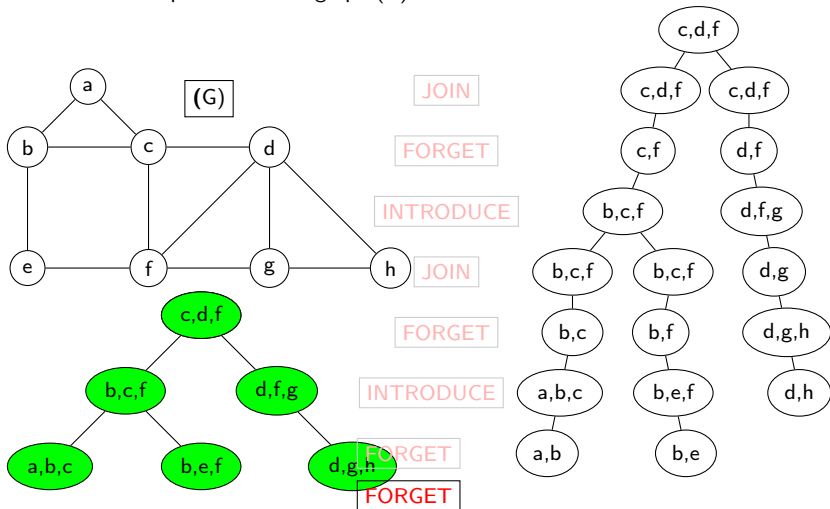 c,d,f
a
(G)
JOIN
c,d,f
c,d,f
b
c
d
FORGET
c,f
d,f
INTRODUCE
b,c,f
d,f,g
e
f
g
h
JOIN
b,c,f
b,c,f
d,g
c,d,f
FORGET
b,c
b,f
d,g,h
b,c,f
d,f,g
INTRODUCE
a,b,c
b,e,f
d,h
a,b,c
b,e,f
d,g,h
FORGET
a,b
b,e
FORGET